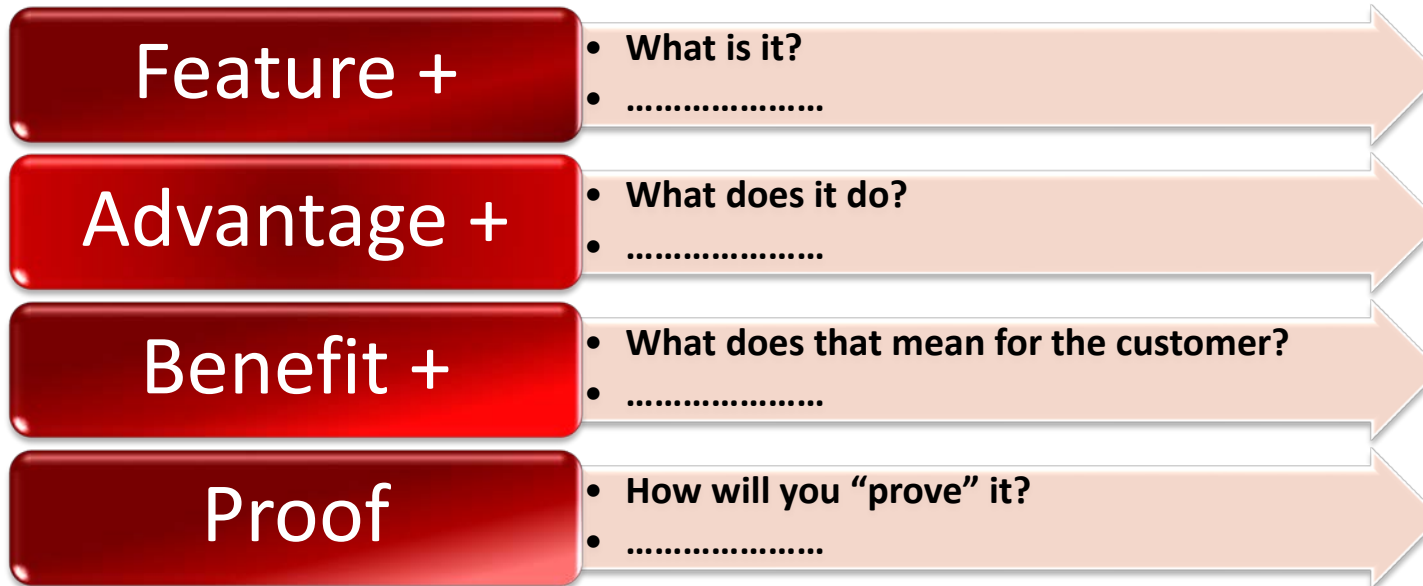 Feature +
• What is it?
• …………………
Advantage +
• What does it do?
• …………………
Benefit +
• What does that mean for the customer?
• …………………
Proof
• How will you “prove” it?
• …………………